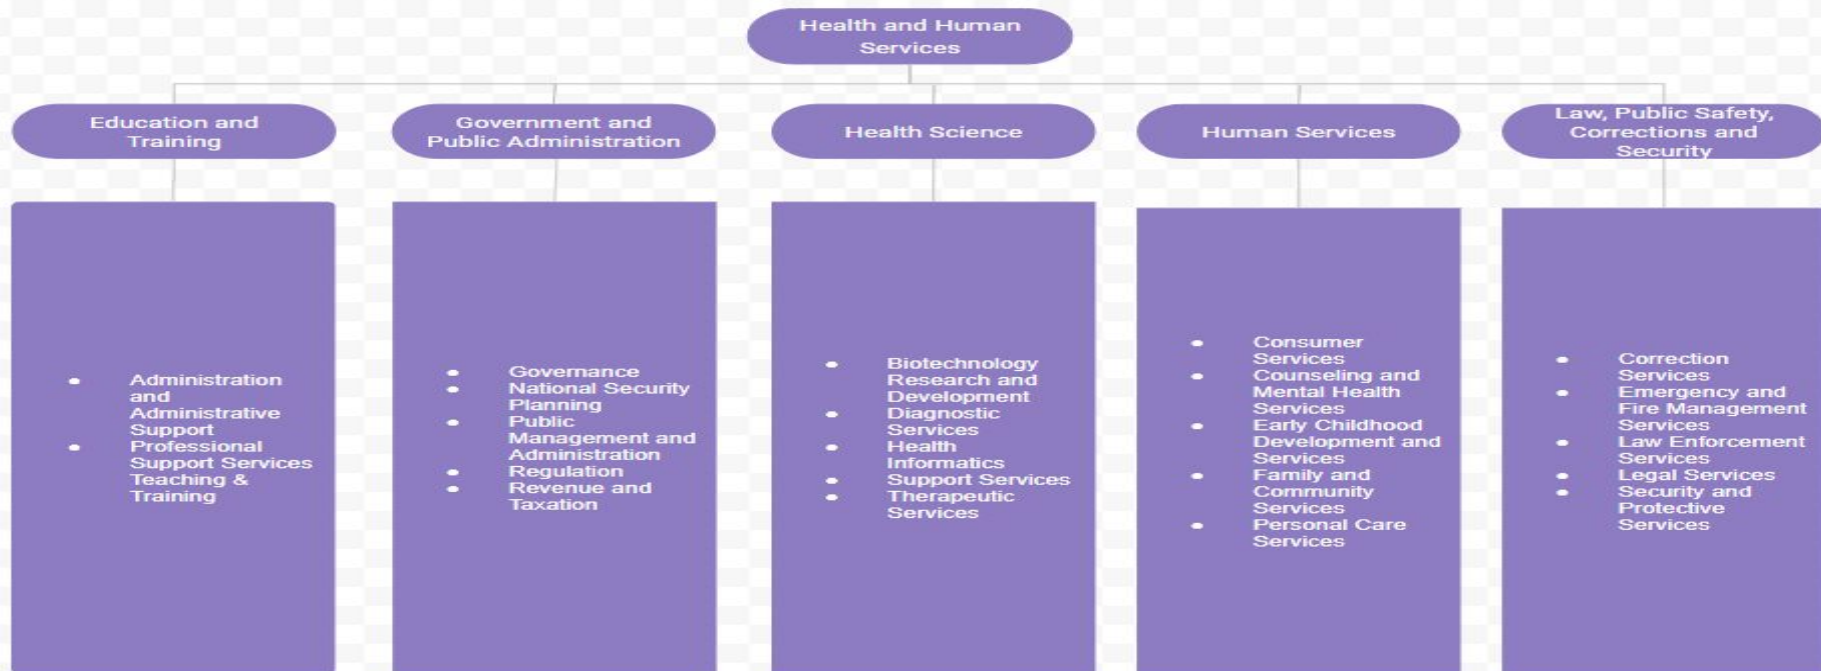 Health and Human
Services
Education and
Training
Government and
Public Administration
Health Science
Human Services
Law, Public Safety,
Corrections and
Security
● Administration
and
Administrative
Support
● Professional
Support Services
Teaching &
Training
● Governance
● National Security
Planning
● Public
Management and
Administration
● Regulation
● Revenue and
Taxation
● Biotechnology
Research and
Development
● Diagnostic
Services
● Health
Informatics
● Support Services
● Therapeutic
Services
● Consumer
Services
● Counseling and
Mental Health
Services
● Early Childhood
Development and
Services
● Family and
Community
Services
● Personal Care
Services
● Correction
Services
● Emergency and
Fire Management
Services
● Law Enforcement
Services
● Legal Services
● Security and
Protective
Services